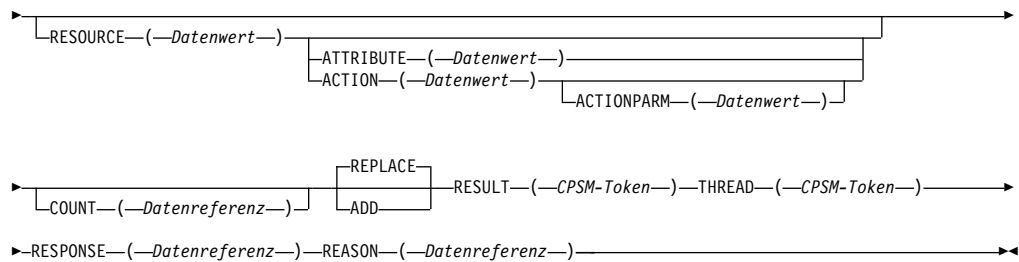 RESOURCE ( Datenwert )
ATTRIBUTE ( Datenwert )
ACTION ( Datenwert )
ACTIONPARM ( Datenwert )
REPLACE
RESULT ( CPSM-Token ) THREAD ( CPSM-Token )
COUNT ( Datenreferenz ) ADD
RESPONSE ( Datenreferenz ) REASON ( Datenreferenz )